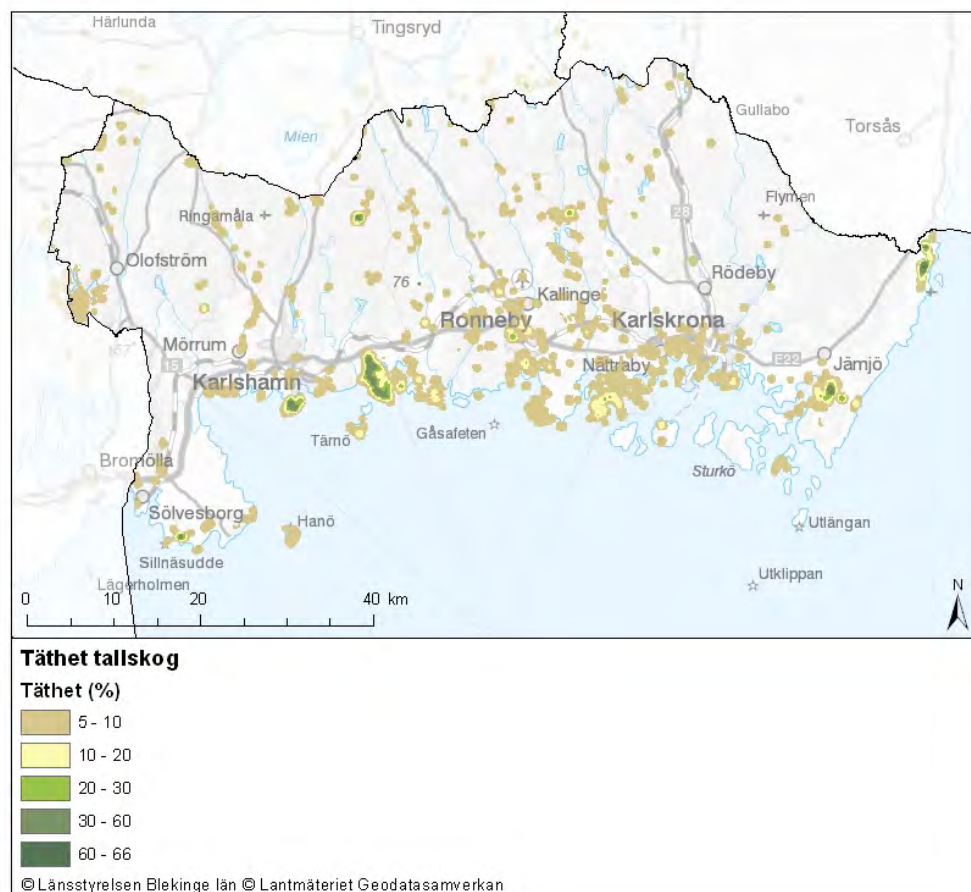 Härlunda
Tingsryd
Gullabo
Torsås
Mien
Flymen
28
Ringamåla
Olofström
76
Rödeby
Kallinge
Ronneby
Karlskrona
Mörrum
15
E22
Jämjö
Nättraby
Karlshamn
Tärnö
Gåsafeten
Bromölla
Sturkö
Sölvesborg
Hanö
Utlängan
Sillnäsudde
Utklippan
Lägerholmen
N
0 10 20 40 km
Täthet tallskog
Täthet (%)
5 - 10
10 - 20
20 - 30
30 - 60
60 - 66
© Länsstyrelsen Blekinge län © Lantmäteriet Geodatasamverkan